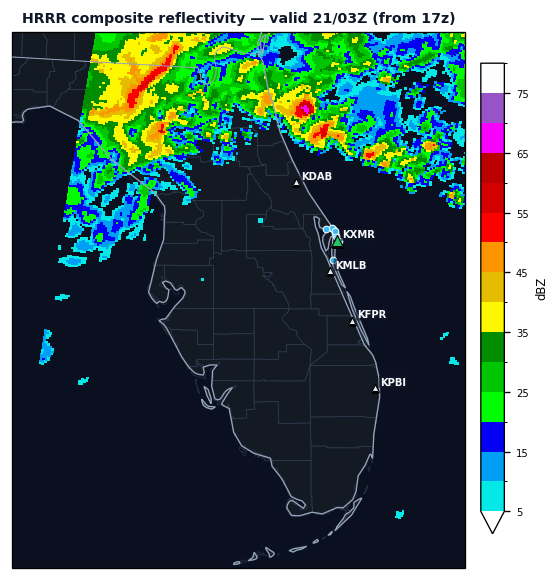 HRRR composite reflectivity — valid 21/03Z (from 17z)
KDAB
KXMR
KMLB
KFPR
KPBI
75
65
55
45
35
25
15
5
dBZ